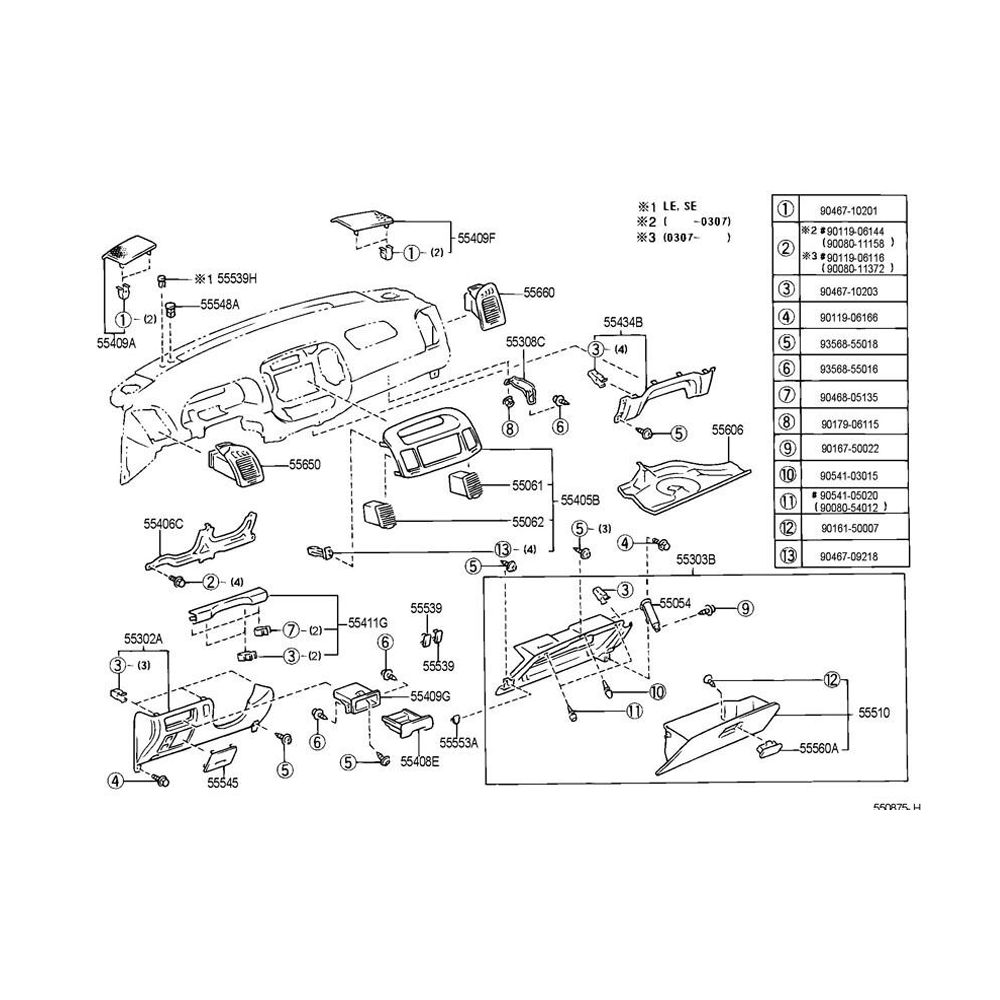 ※1 LE, SE
※2 (      -0307)
※3 (0307-      )
① 90467-10201
② ※2 #90119-06144
(90080-11158 )
※3 #90119-06116
(90080-11372 )
③ 90467-10203
④ 90119-06166
⑤ 93568-55018
⑥ 93568-55016
⑦ 90468-05135
⑧ 90179-06115
⑨ 90167-50022
⑩ 90541-03015
⑪ # 90541-05020
(90080-54012 )
⑫ 90161-50007
⑬ 90467-09218
55409F
① (2)
※1 55539H
55548A
① (2)
55409A
55660
55434B
③ (4)
55308C
⑧
⑥
⑤
55606
55650
55061
55405B
55062
⑬ (4)
55406C
② (4)
⑤ (3)
④
⑤
55303B
③
55054
⑨
55411G
⑦ (2)
③ (2)
55539
55539
⑥
55302A
③ (3)
55409G
⑥
⑤
⑤
55553A
55408E
④
55545
⑩
⑪
⑫
55510
55560A
550875-H